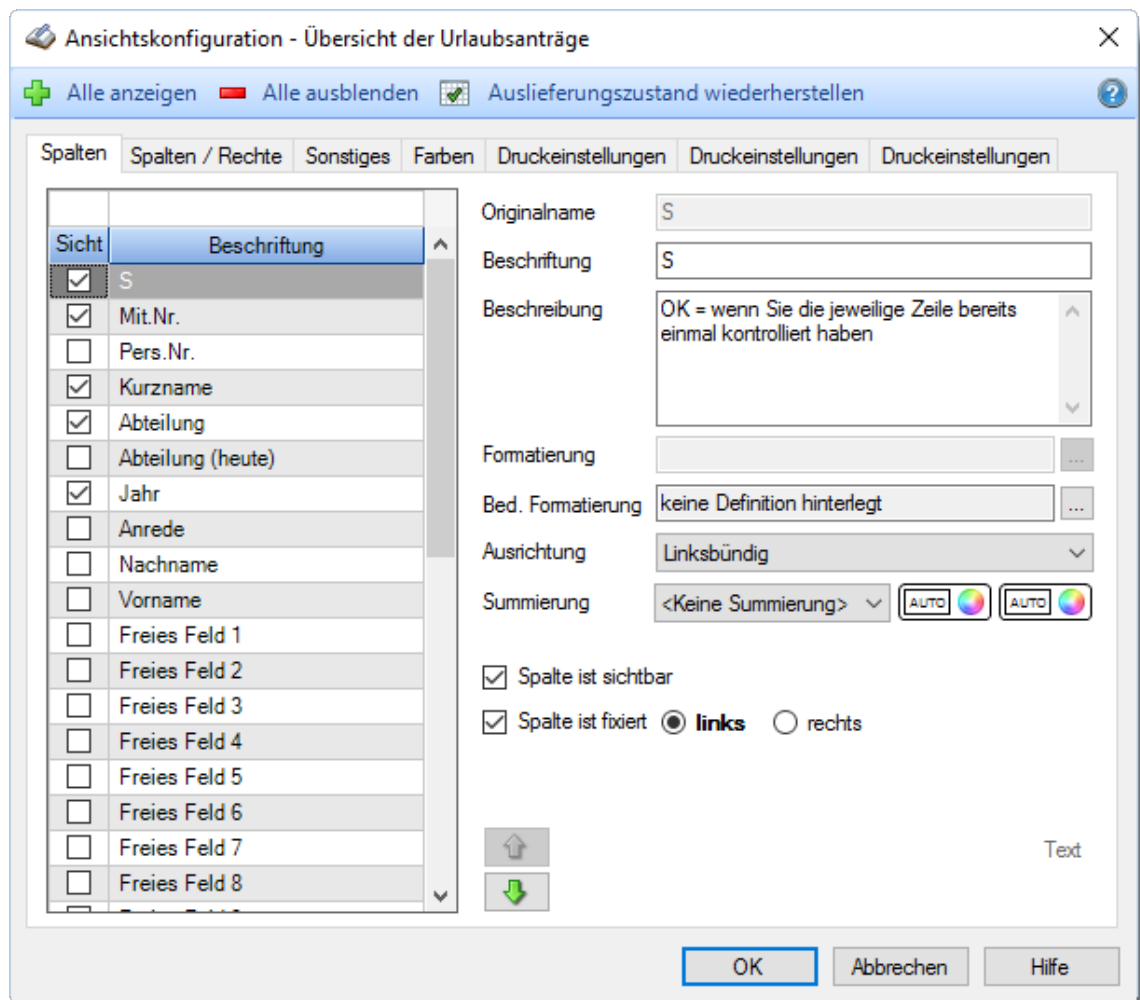 Ansichtskonfiguration - Übersicht der Urlaubsanträge
Alle anzeigen Alle ausblenden Auslieferungszustand wiederherstellen
Spalten Spalten / Rechte Sonstiges Farben Druckeinstellungen Druckeinstellungen Druckeinstellungen
Sicht Beschriftung
S
Mit.Nr.
Pers.Nr.
Kurzname
Abteilung
Abteilung (heute)
Jahr
Anrede
Nachname
Vorname
Freies Feld 1
Freies Feld 2
Freies Feld 3
Freies Feld 4
Freies Feld 5
Freies Feld 6
Freies Feld 7
Freies Feld 8
Originalname S
Beschriftung S
Beschreibung OK = wenn Sie die jeweilige Zeile bereits
einmal kontrolliert haben
Formatierung ...
Bed. Formatierung keine Definition hinterlegt ...
Ausrichtung Linksbündig
Summierung <Keine Summierung> AUTO AUTO
Spalte ist sichtbar
Spalte ist fixiert links rechts
Text
OK Abbrechen Hilfe